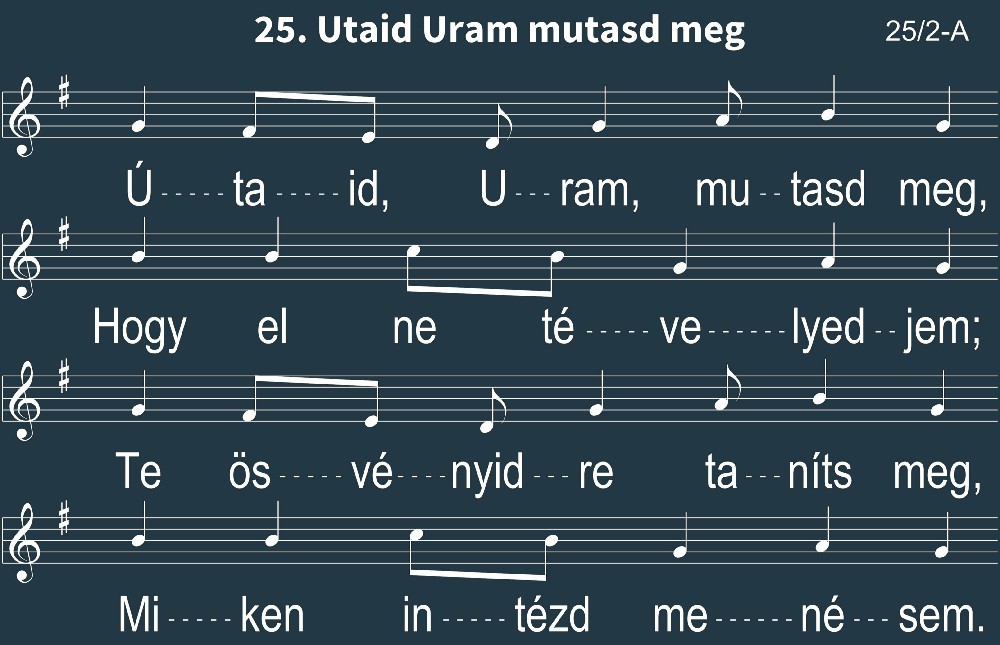 25. Utaid Uram mutasd meg 25/2-A
Ú-----ta-----id, U---ram, mu--tasd meg,
Hogy el ne té-----ve------lyed--jem;
Te ös-----vé----nyid---re ta---níts meg,
Mi-----ken in-----tézd me------né---sem.